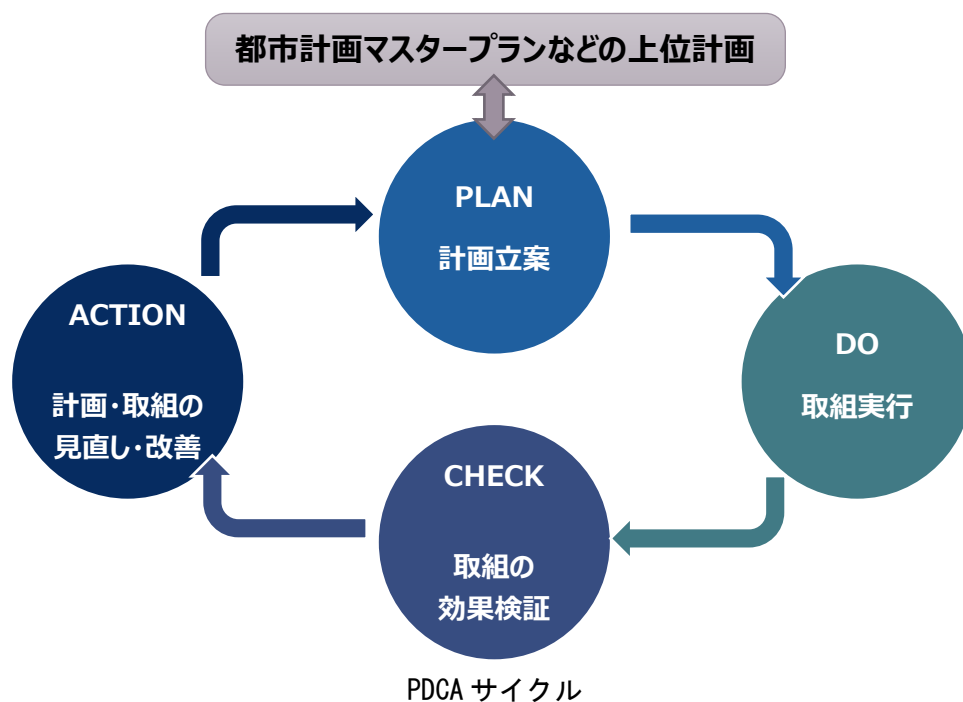 都市計画マスタープランなどの上位計画
PLAN
計画立案
DO
取組実行
CHECK
取組の
効果検証
ACTION
計画・取組の
見直し・改善
PDCA サイクル